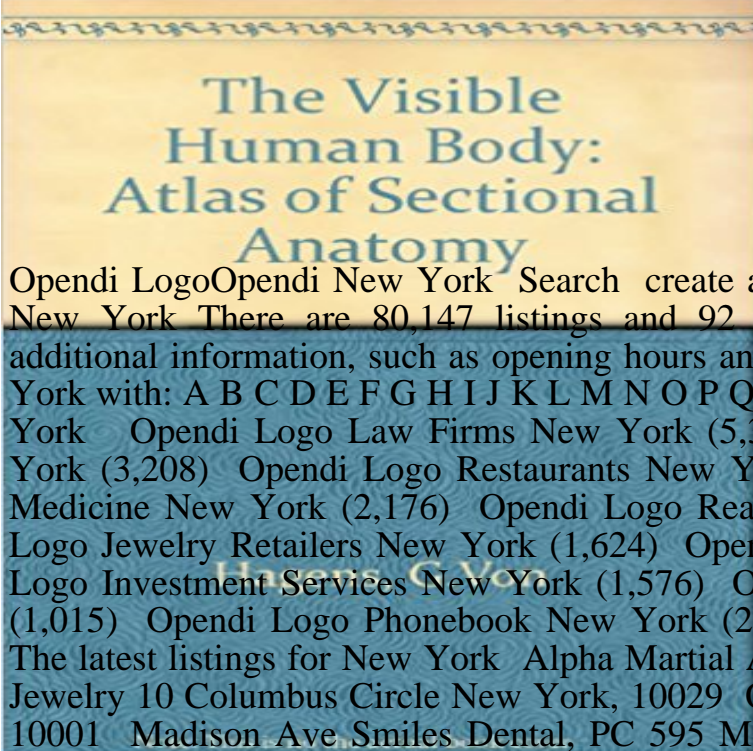 The Visible
Human Body:
Atlas of Sectional
Anatomy
Opendi LogoOpendi New York Search create
New York There are 80,147 listings and 92
additional information, such as opening hours
York with: A B C D E F G H I J K L M N O P Q
York Opendi Logo Law Firms New York
York (3,208) Opendi Logo Restaurants New
Medicine New York (2,176) Opendi Logo
Logo Jewelry Retailers New York (1,624)
Hagens, G Von
Logo Investment Services New York (1,576)
(1,015) Opendi Logo Phonebook New York
The latest listings for New York Alpha Martial
Jewelry 10 Columbus Circle New York, 10029
10001 Madison Ave Smiles Dental, PC 595